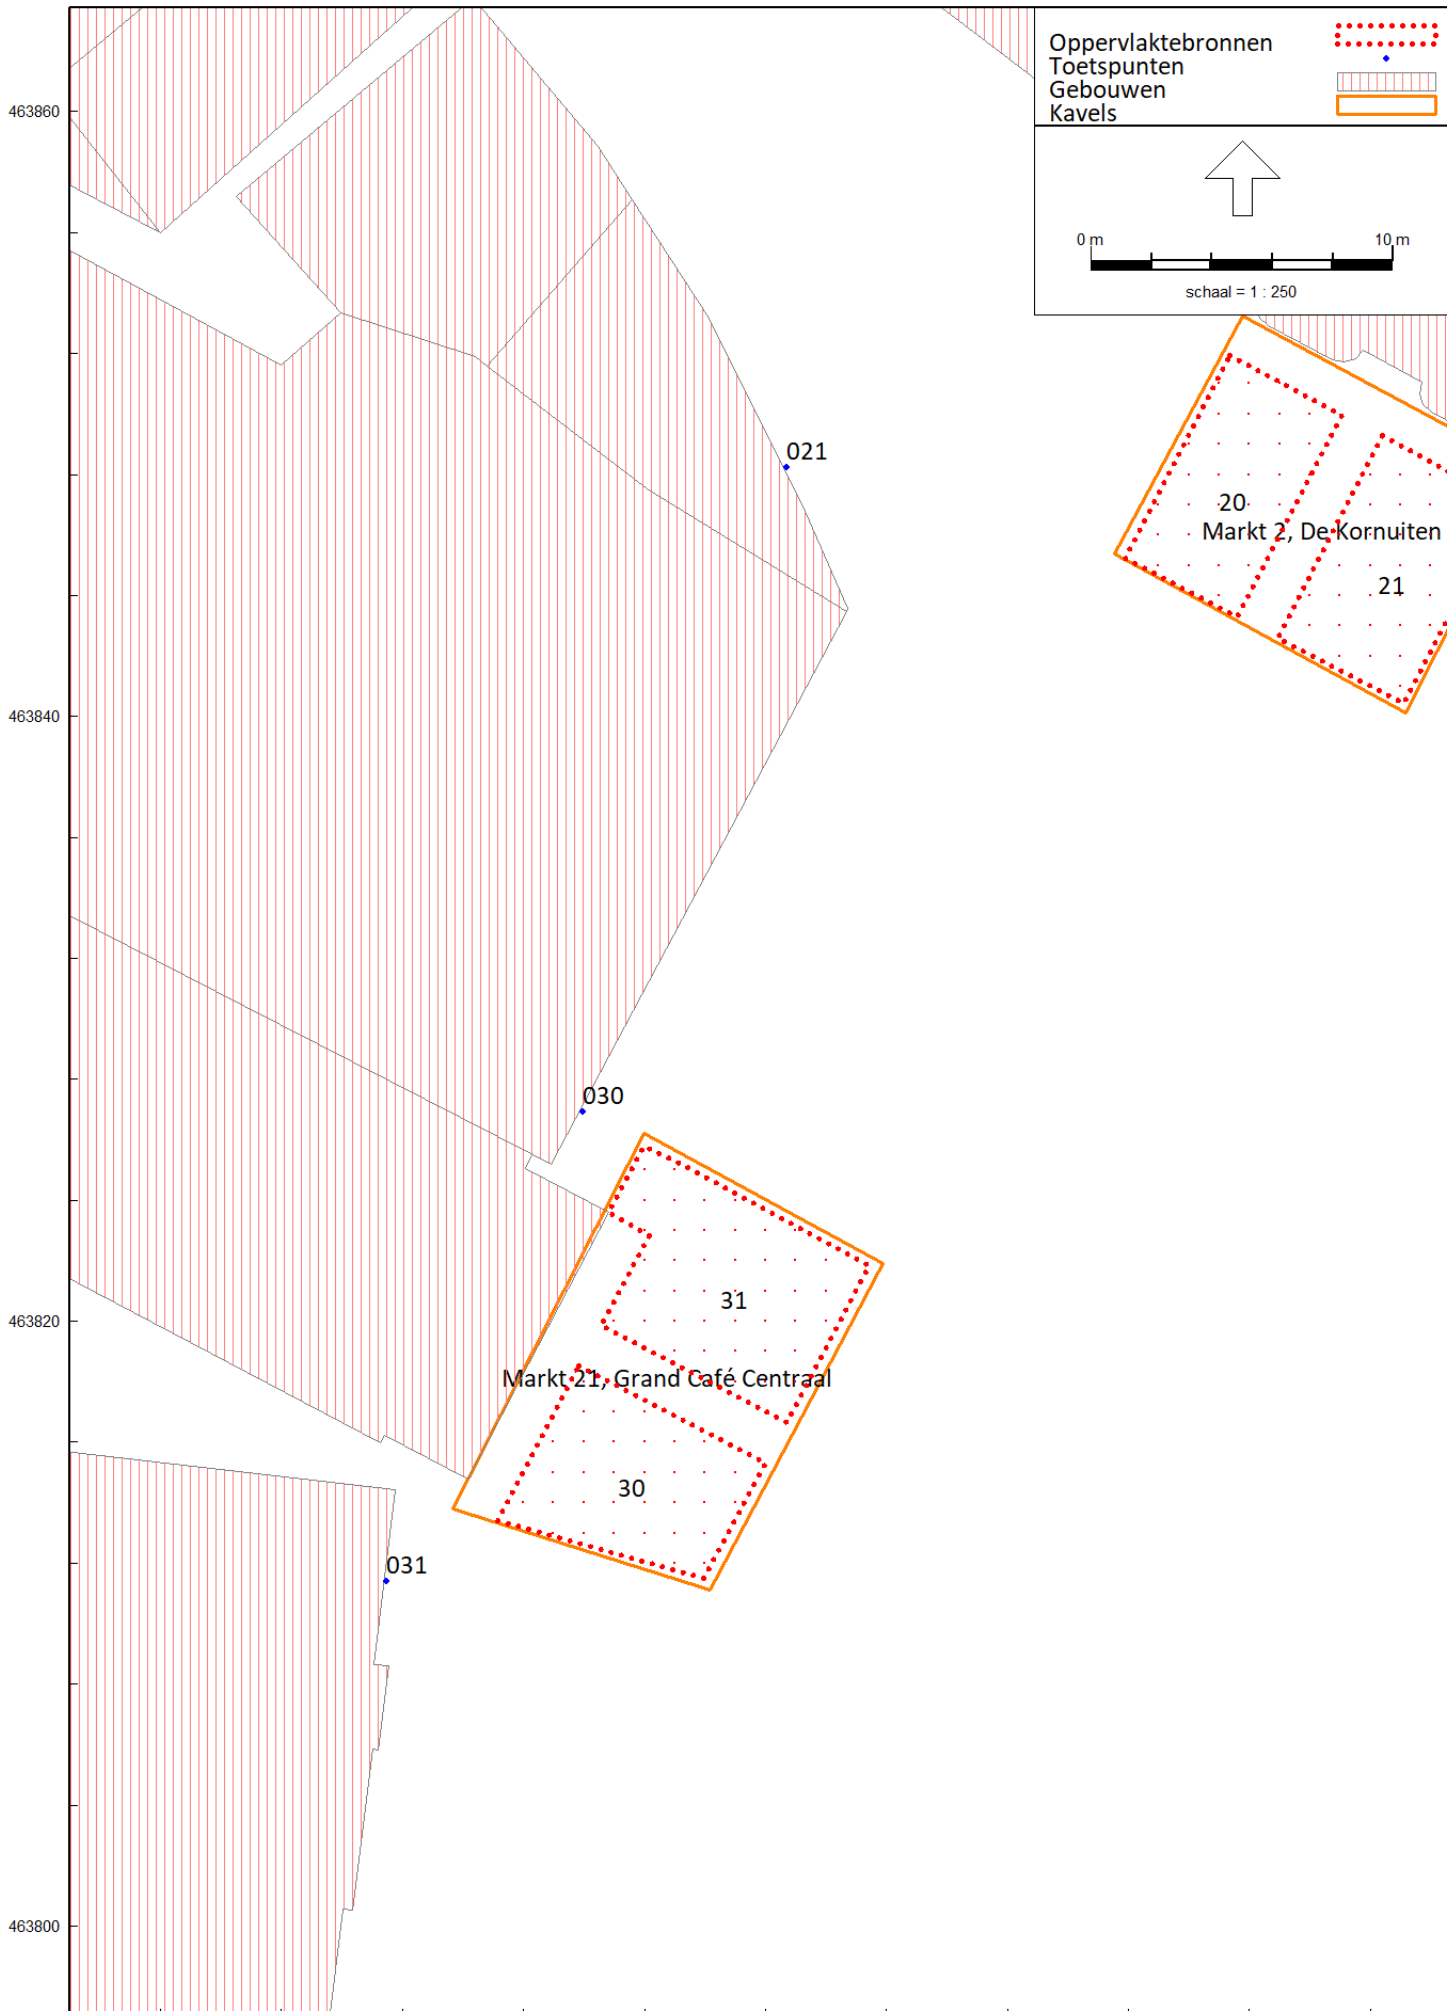 Oppervlaktebronnen
Toetspunten
Gebouwen
Kavels
463860
0 m
10 m
schaal = 1 : 250
021
20
Markt 2, De Kornuiten
21
463840
030
31
463820
Markt 21, Grand Café Centraal
30
031
463800